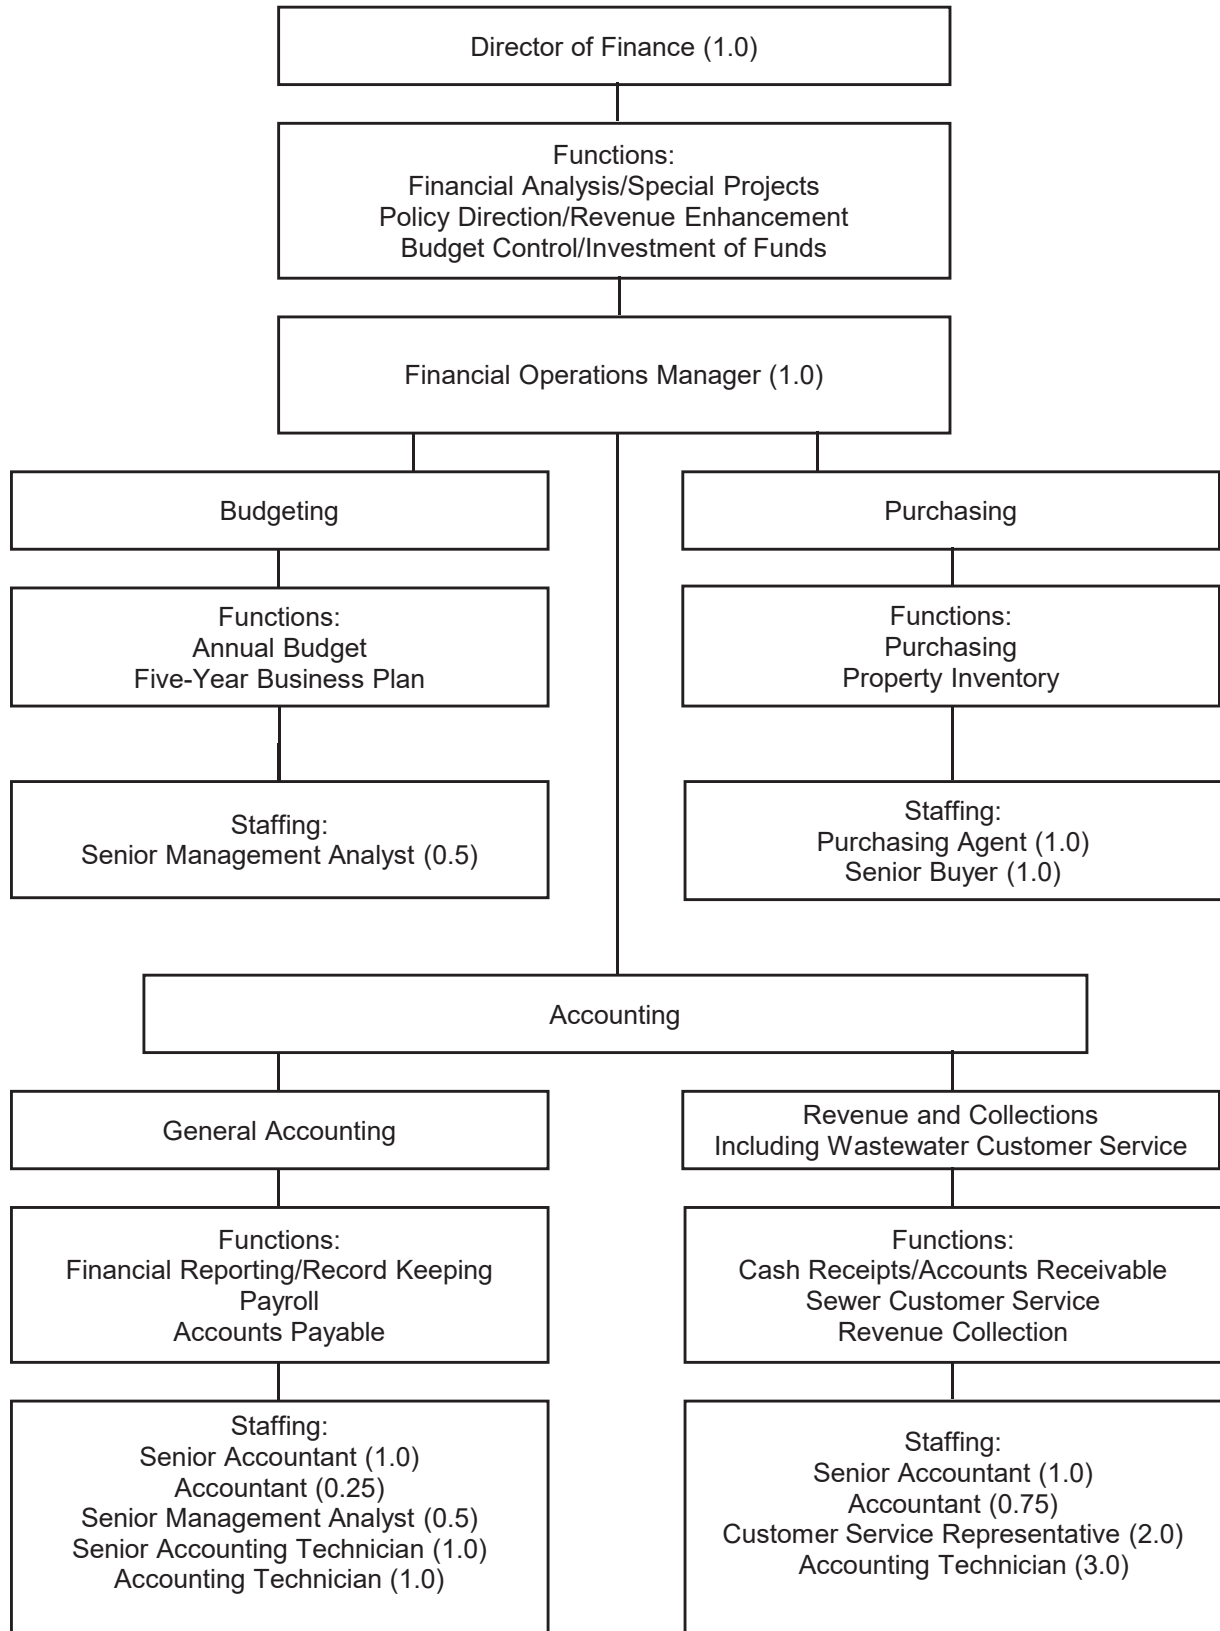 Director of Finance (1.0)
Functions:
Financial Analysis/Special Projects
Policy Direction/Revenue Enhancement
Budget Control/Investment of Funds
Financial Operations Manager (1.0)
Budgeting
Functions:
Annual Budget
Five-Year Business Plan
Staffing:
Senior Management Analyst (0.5)
Purchasing
Functions:
Purchasing
Property Inventory
Staffing:
Purchasing Agent (1.0)
Senior Buyer (1.0)
Accounting
General Accounting
Functions:
Financial Reporting/Record Keeping
Payroll
Accounts Payable
Staffing:
Senior Accountant (1.0)
Accountant (0.25)
Senior Management Analyst (0.5)
Senior Accounting Technician (1.0)
Accounting Technician (1.0)
Revenue and Collections
Including Wastewater Customer Service
Functions:
Cash Receipts/Accounts Receivable
Sewer Customer Service
Revenue Collection
Staffing:
Senior Accountant (1.0)
Accountant (0.75)
Customer Service Representative (2.0)
Accounting Technician (3.0)